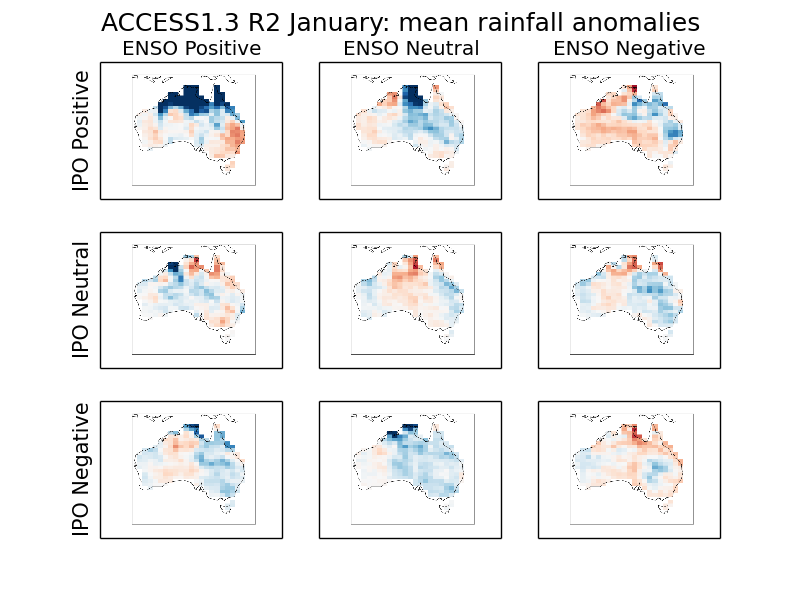 ACCESS1.3 R2 January: mean rainfall anomalies
ENSO Positive
ENSO Neutral
ENSO Negative
IPO Positive
IPO Neutral
IPO Negative